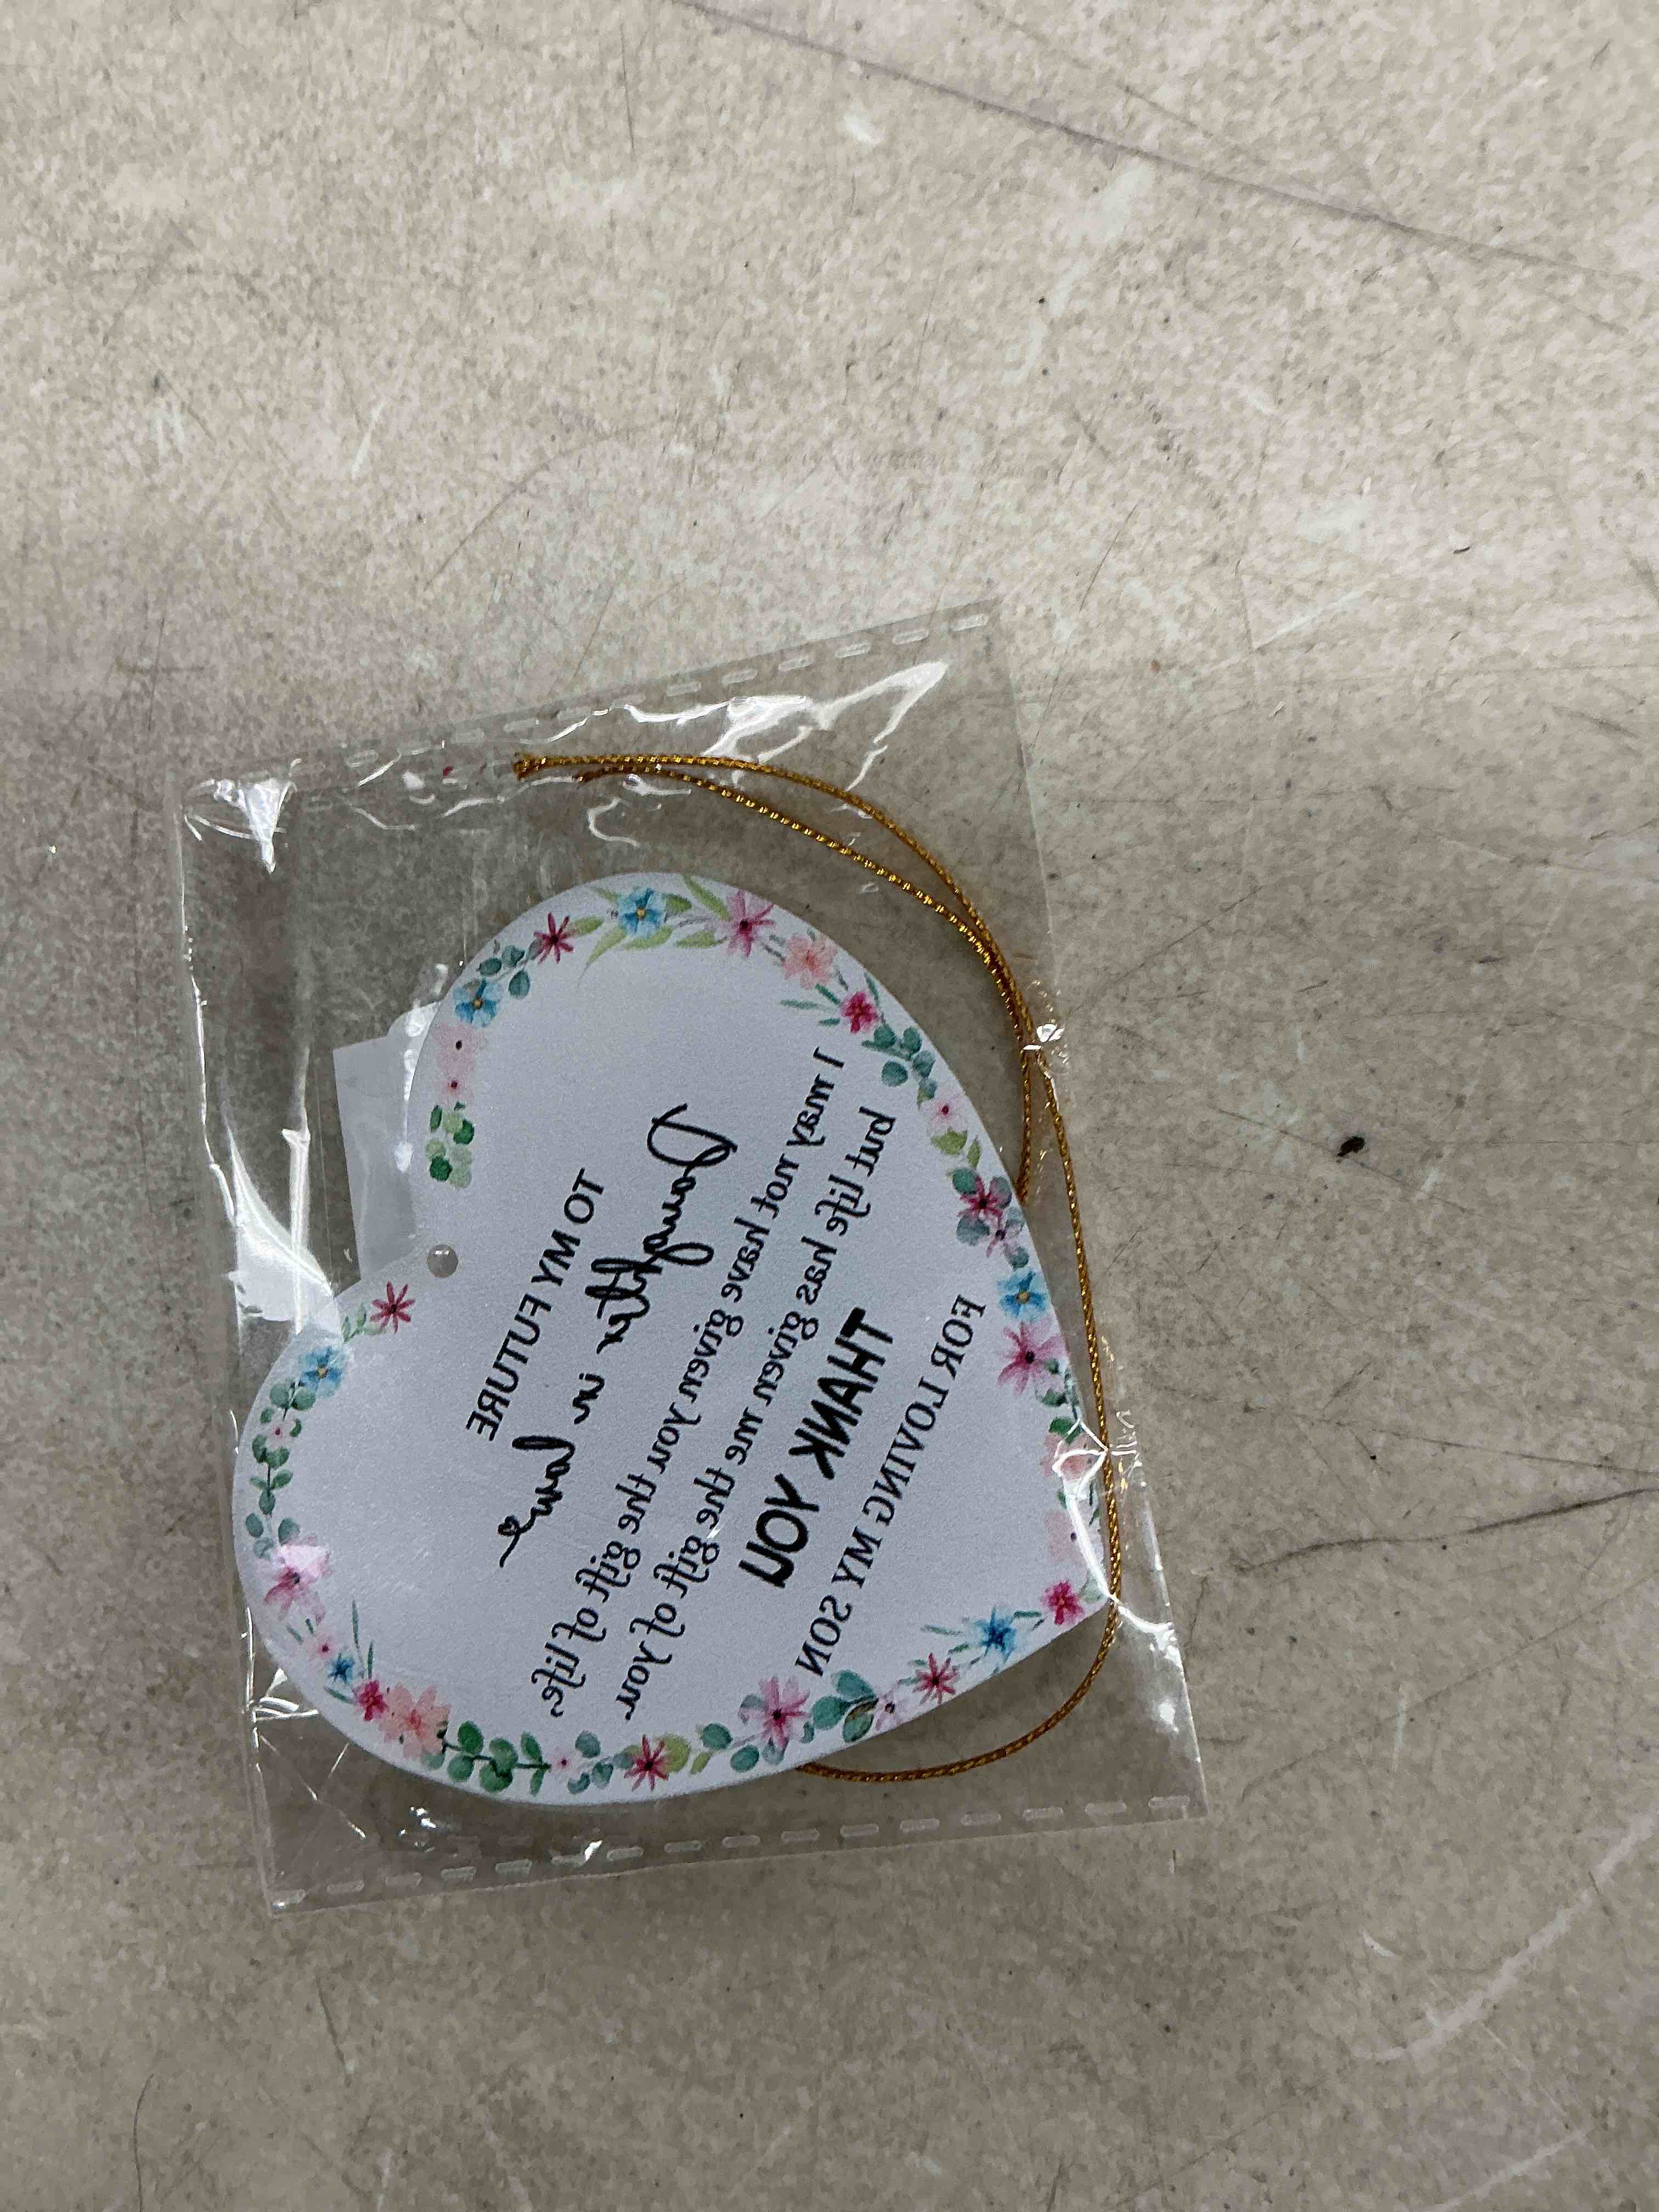 TO MY FUTURE
Daughter in law
I may not have given you the gift of life.
but life has given me the gift of you.
THANK YOU
FOR LOVING MY SON